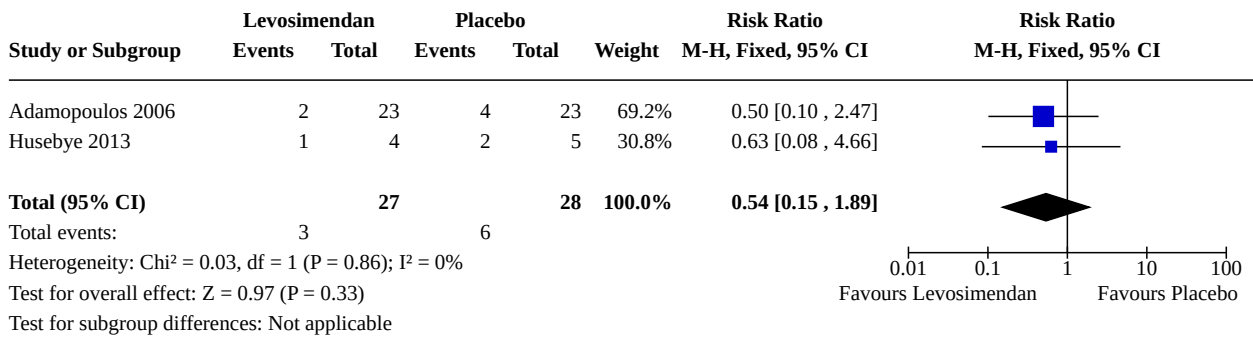 Levosimendan Placebo Risk Ratio Risk Ratio
Study or Subgroup Events Total Events Total Weight M-H, Fixed, 95% CI M-H, Fixed, 95% CI
Adamopoulos 2006 2 23 4 23 69.2% 0.50 [0.10 , 2.47]
Husebye 2013 1 4 2 5 30.8% 0.63 [0.08 , 4.66]
Total (95% CI) 27 28 100.0% 0.54 [0.15 , 1.89]
Total events: 3 6
Heterogeneity: Chi² = 0.03, df = 1 (P = 0.86); I² = 0%
0.01 0.1 1 10 100
Test for overall effect: Z = 0.97 (P = 0.33) Favours Levosimendan Favours Placebo
Test for subgroup differences: Not applicable